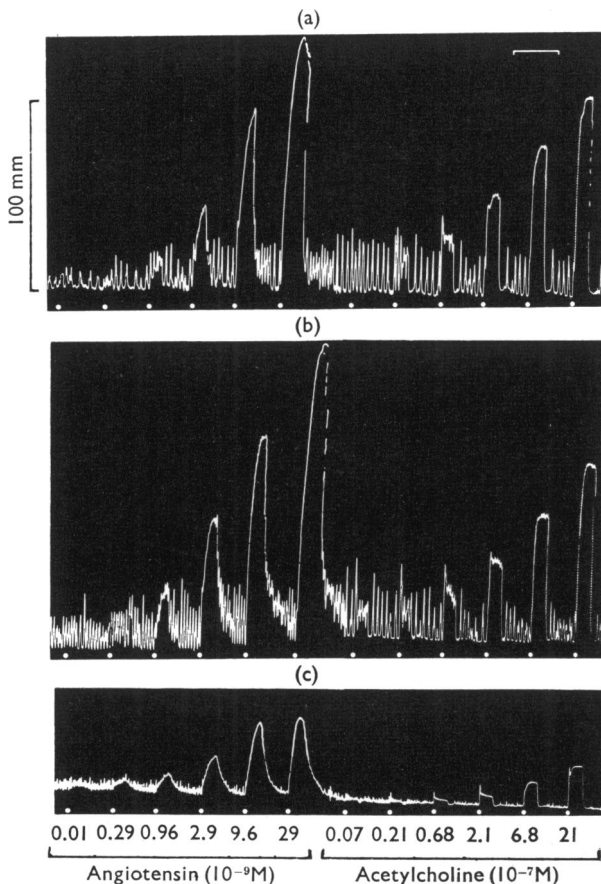 (a)
100 mm
(b)
(c)
0.01 0.29 0.96 2.9 9.6 29 0.07 0.21 0.68 2.1 6.8 21
Angiotensin (10⁻⁹M) Acetylcholine (10⁻⁷M)